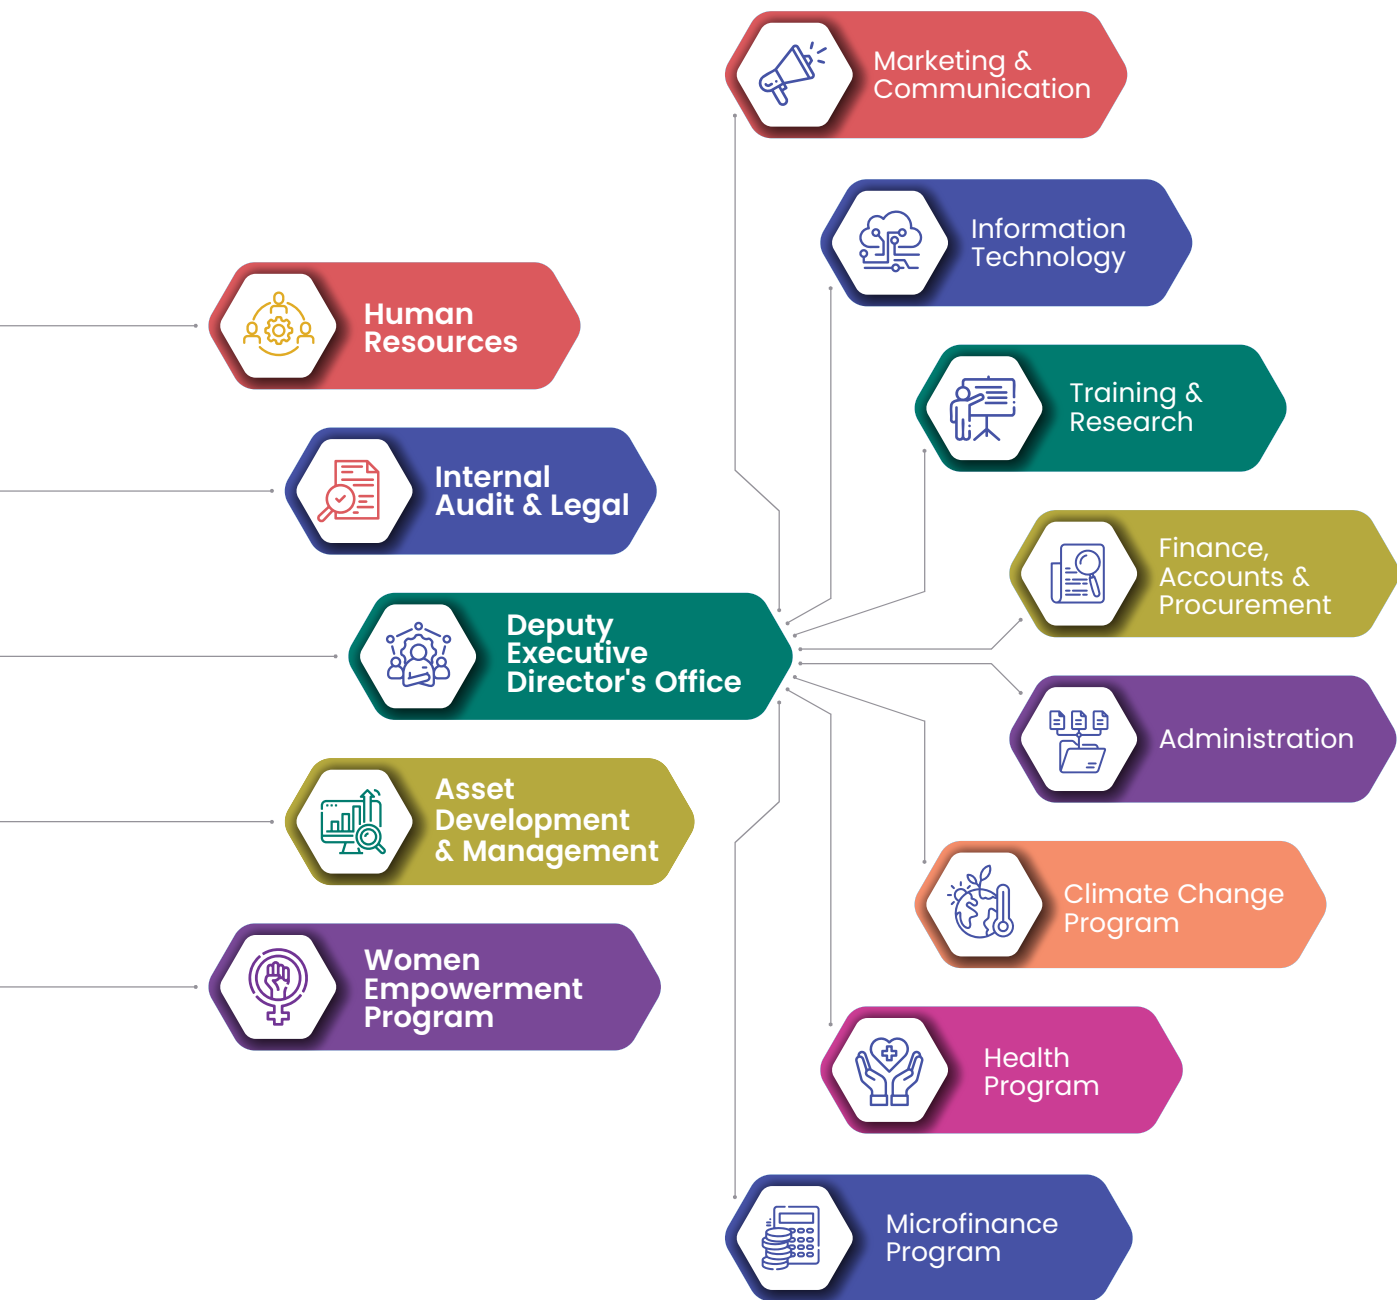 Marketing &
Communication
Information
Technology
Human
Resources
Training &
Research
Internal
Audit & Legal
Finance,
Accounts &
Procurement
Deputy
Executive
Director's Office
Administration
Asset
Development
& Management
Climate Change
Program
Women
Empowerment
Program
Health
Program
Microfinance
Program